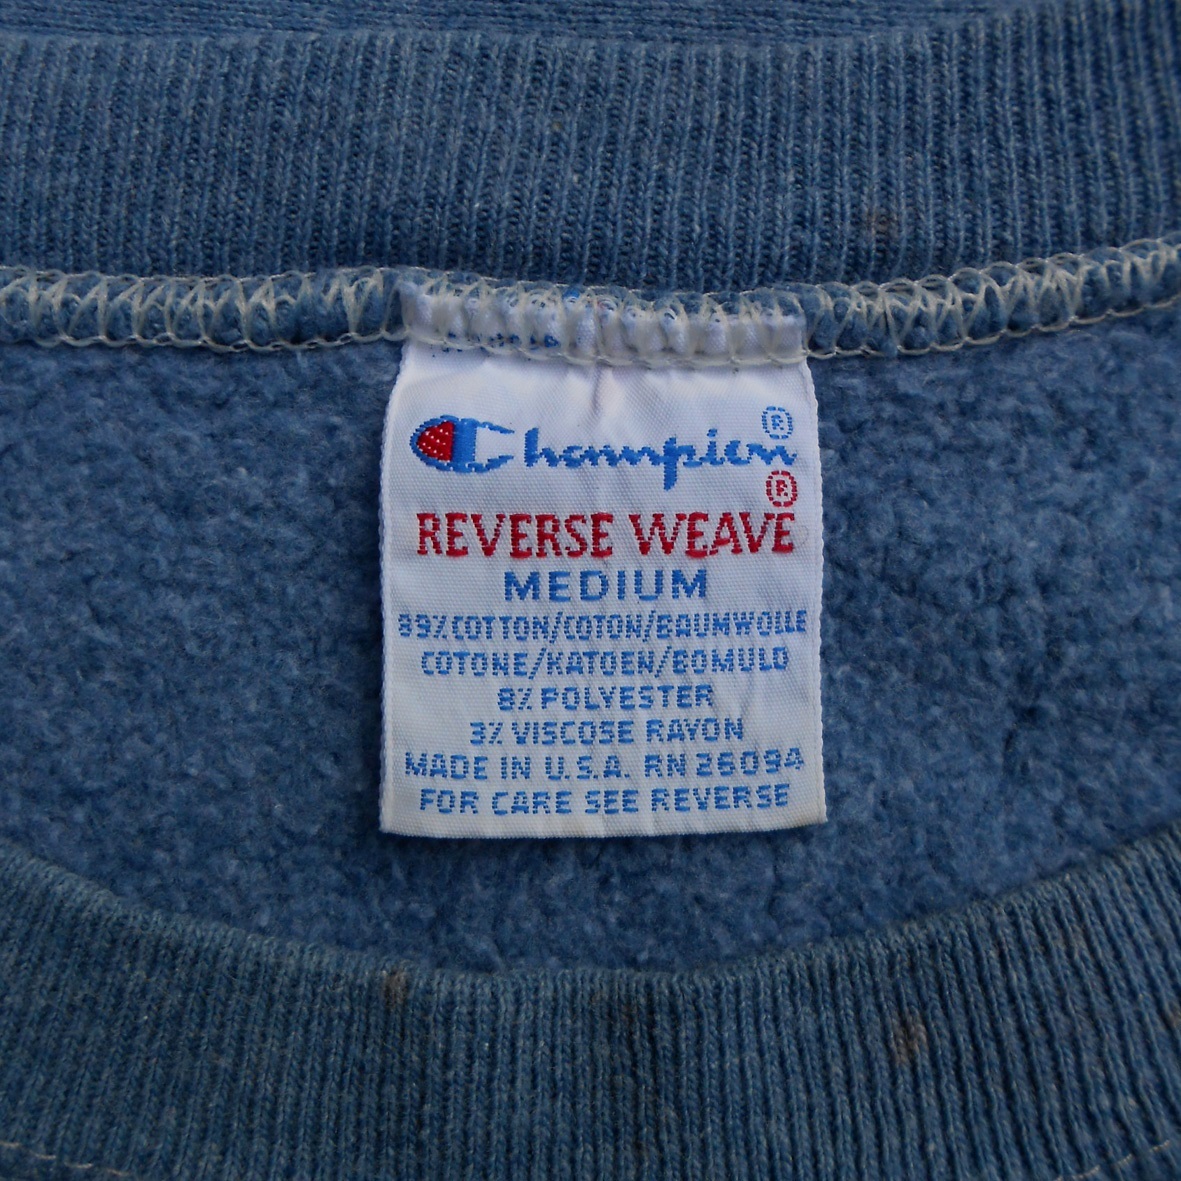 Champion®
REVERSE WEAVE®
MEDIUM
89% COTTON/COTON/BAUMWOLLE
COTONE/KATOEN/BOMULD
8% POLYESTER
3% VISCOSE RAYON
MADE IN U.S.A. RN 26094
FOR CARE SEE REVERSE